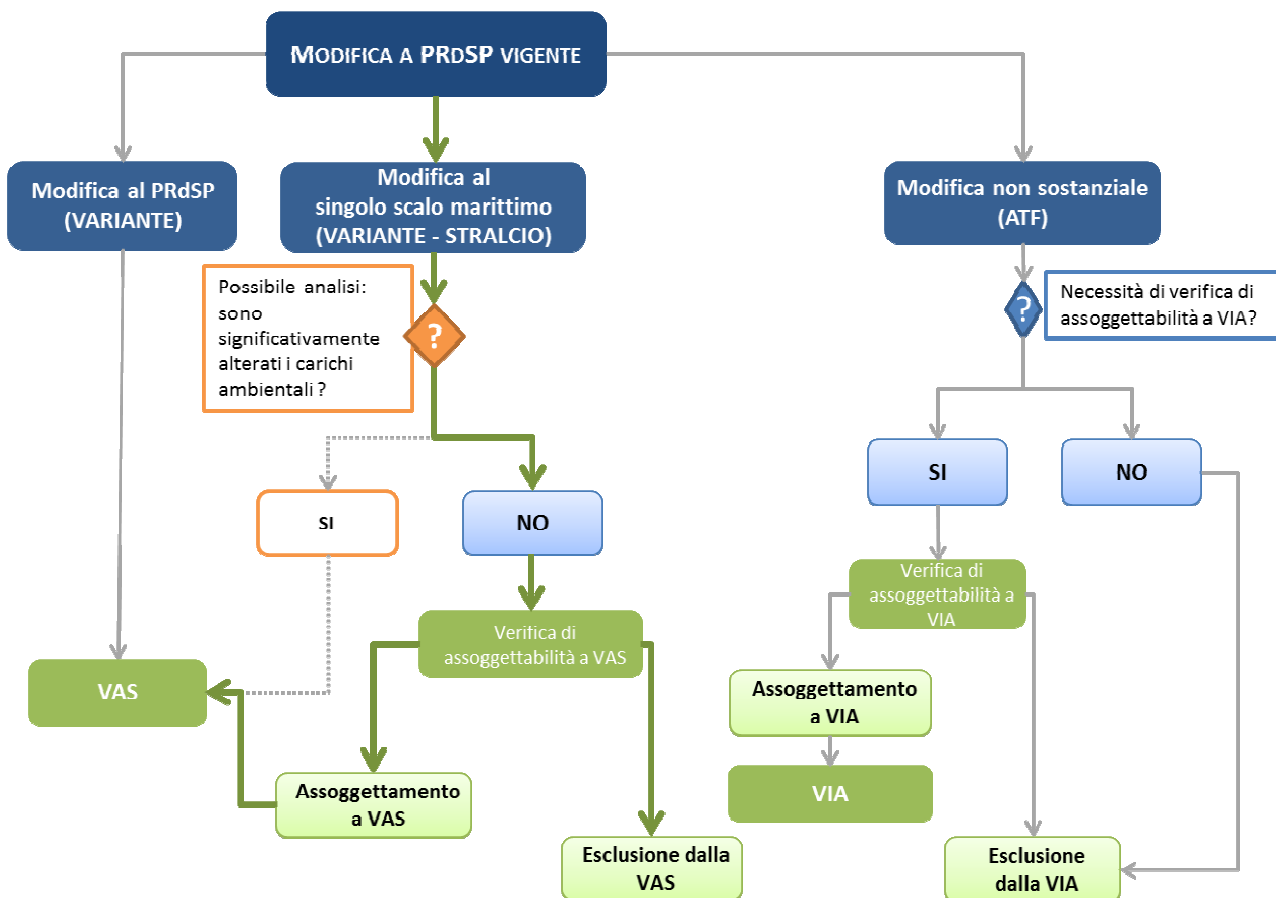 MODIFICA A PRDSP VIGENTE
Modifica al PRdSP
(VARIANTE)
Modifica al
singolo scalo marittimo
(VARIANTE - STRALCIO)
Modifica non sostanziale
(ATF)
Possibile analisi:
sono
significativamente
alterati i carichi
ambientali ?
?
?
Necessità di verifica di
assoggettabilità a VIA?
SI
NO
SI
NO
Verifica di
assoggettabilità a VAS
Verifica di
assoggettabilità a
VIA
VAS
Assoggettamento
a VIA
Assoggettamento
a VAS
VIA
Esclusione dalla
VAS
Esclusione
dalla VIA